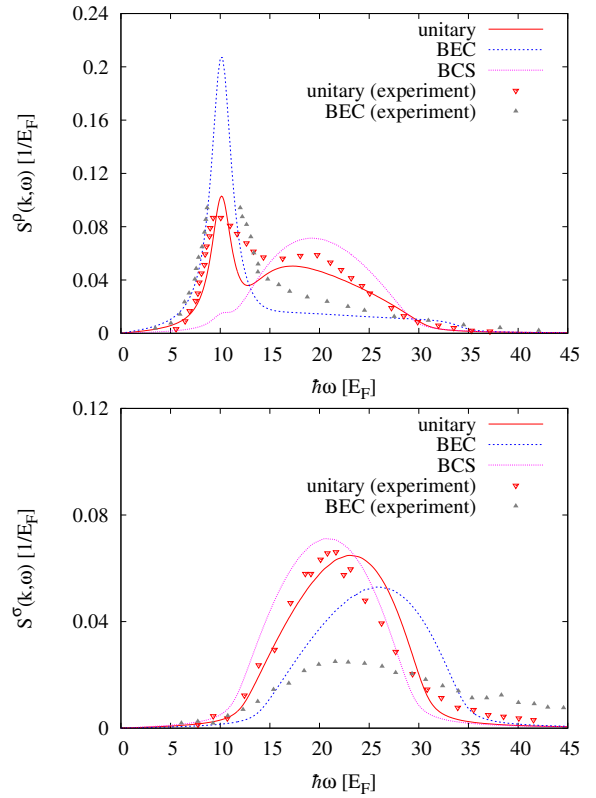 0.24
0.2
0.16
0.12
0.08
0.04
0
S^ρ(k,ω) [1/E_F]
unitary
BEC
BCS
unitary (experiment)
BEC (experiment)
0 5 10 15 20 25 30 35 40 45
ħω [E_F]
0.12
0.08
0.04
0
S^σ(k,ω) [1/E_F]
unitary
BEC
BCS
unitary (experiment)
BEC (experiment)
0 5 10 15 20 25 30 35 40 45
ħω [E_F]